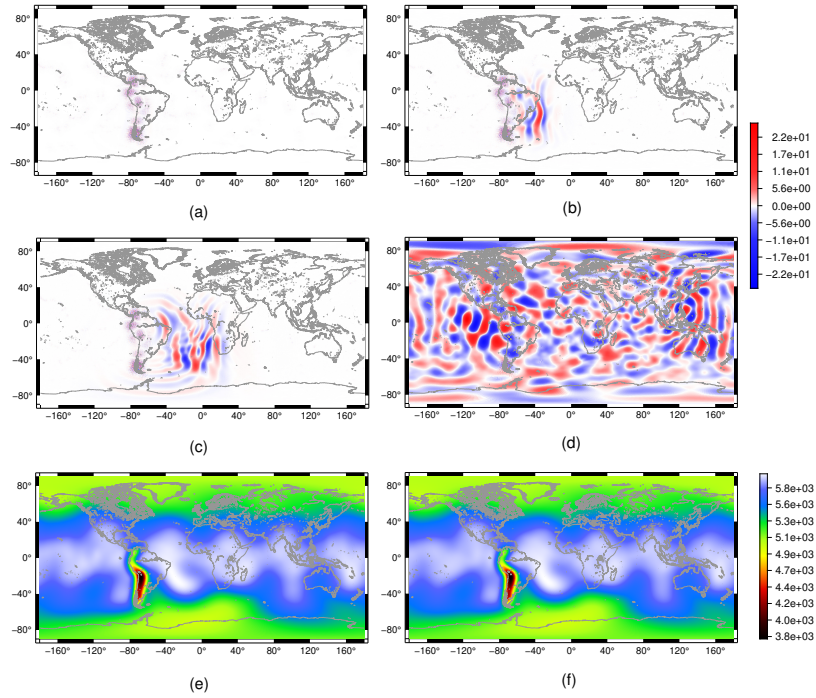 80° 80°
40° 40°
0° 0°
−40° −40°
−80° −80°
−160° −120° −80° −40° 0° 40° 80° 120° 160° −160° −120° −80° −40° 0° 40° 80° 120° 160°
(a) (b)
2.2e+01
1.7e+01
1.1e+01
5.6e+00
0.0e+00
−5.6e+00
−1.1e+01
−1.7e+01
−2.2e+01
80° 80°
40° 40°
0° 0°
−40° −40°
−80° −80°
−160° −120° −80° −40° 0° 40° 80° 120° 160° −160° −120° −80° −40° 0° 40° 80° 120° 160°
(c) (d)
80° 80°
40° 40°
0° 0°
−40° −40°
−80° −80°
−160° −120° −80° −40° 0° 40° 80° 120° 160° −160° −120° −80° −40° 0° 40° 80° 120° 160°
(e) (f)
5.8e+03
5.6e+03
5.3e+03
5.1e+03
4.9e+03
4.7e+03
4.4e+03
4.2e+03
4.0e+03
3.8e+03